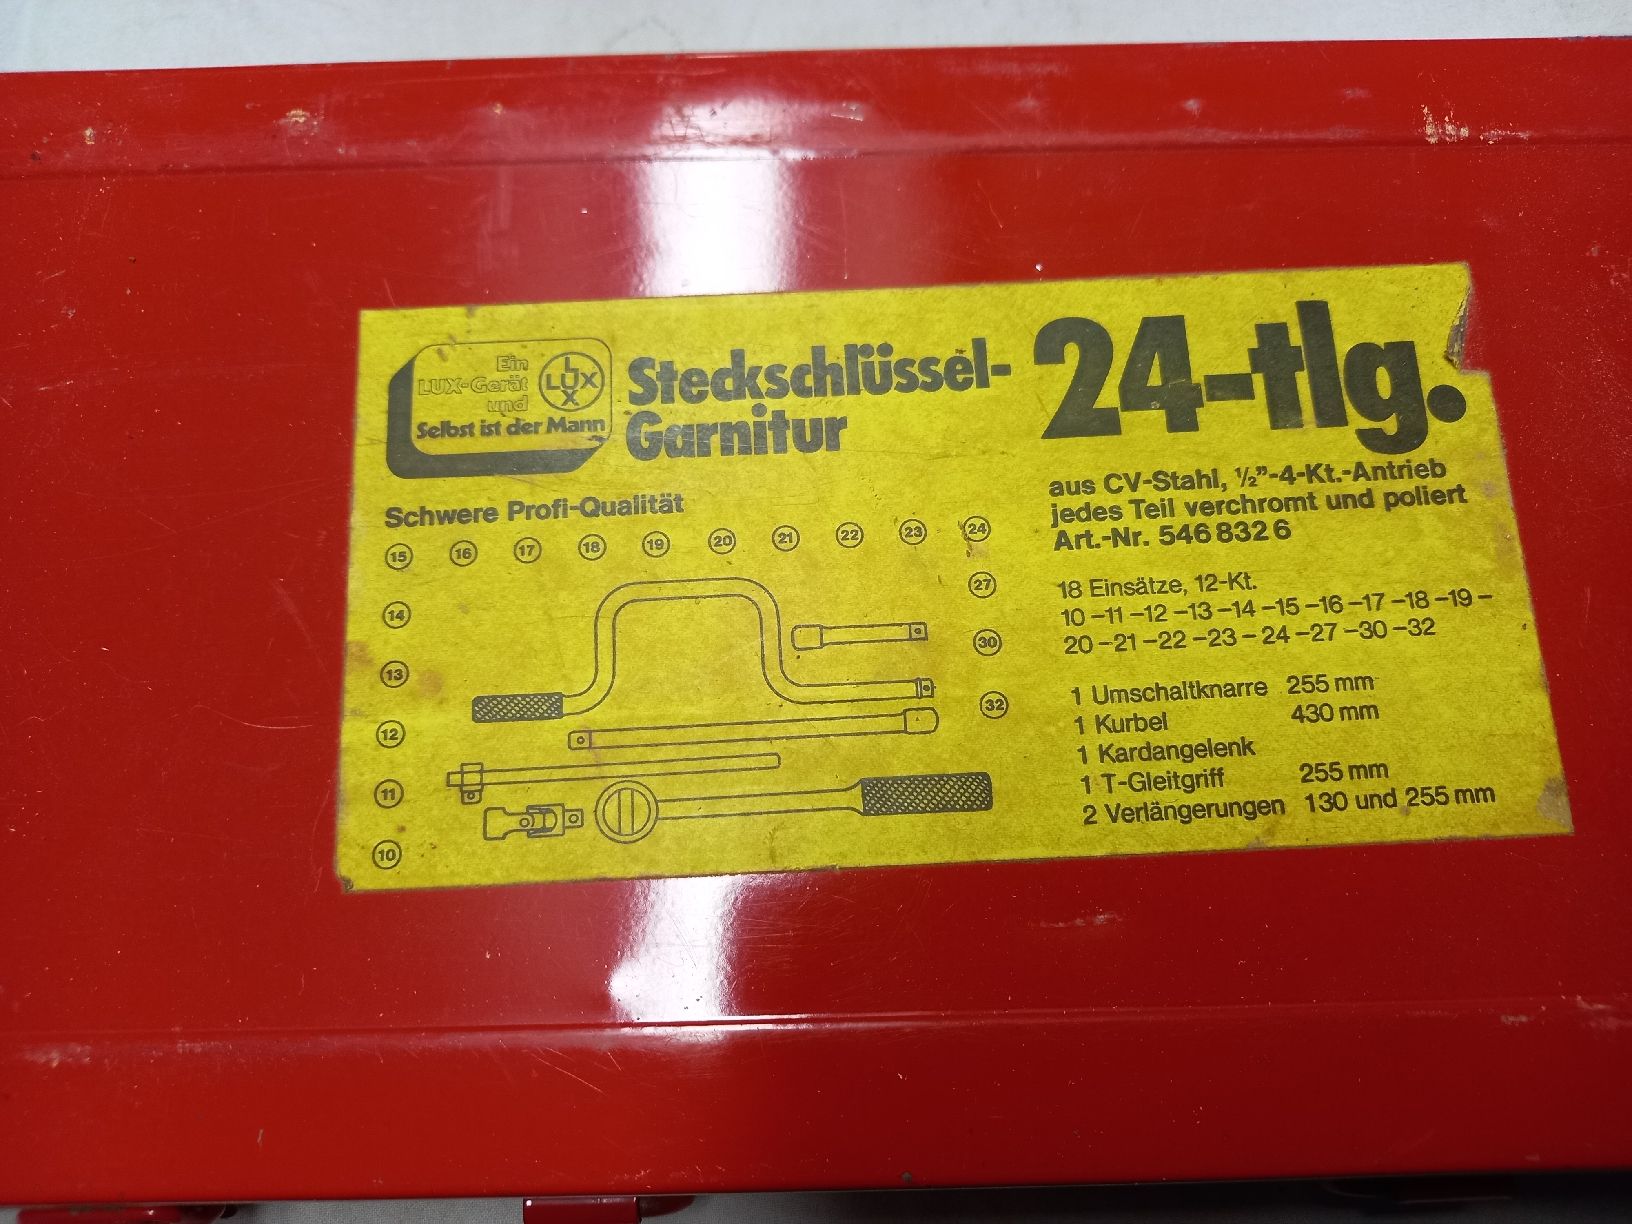 Ein
LUX-Gerät
und
Selbst ist der Mann
LUX
LUX
Steckschlüssel-
Garnitur
24-tlg.
Schwere Profi-Qualität
aus CV-Stahl, ½"-4-Kt.-Antrieb
jedes Teil verchromt und poliert
Art.-Nr. 546 832 6
15 16 17 18 19 20 21 22 23 24
14
13
12
11
10
27
30
32
18 Einsätze, 12-Kt.
10-11-12-13-14-15-16-17-18-19-
20-21-22-23-24-27-30-32
1 Umschaltknarre 255 mm
1 Kurbel 430 mm
1 Kardangelenk
1 T-Gleitgriff 255 mm
2 Verlängerungen 130 und 255 mm